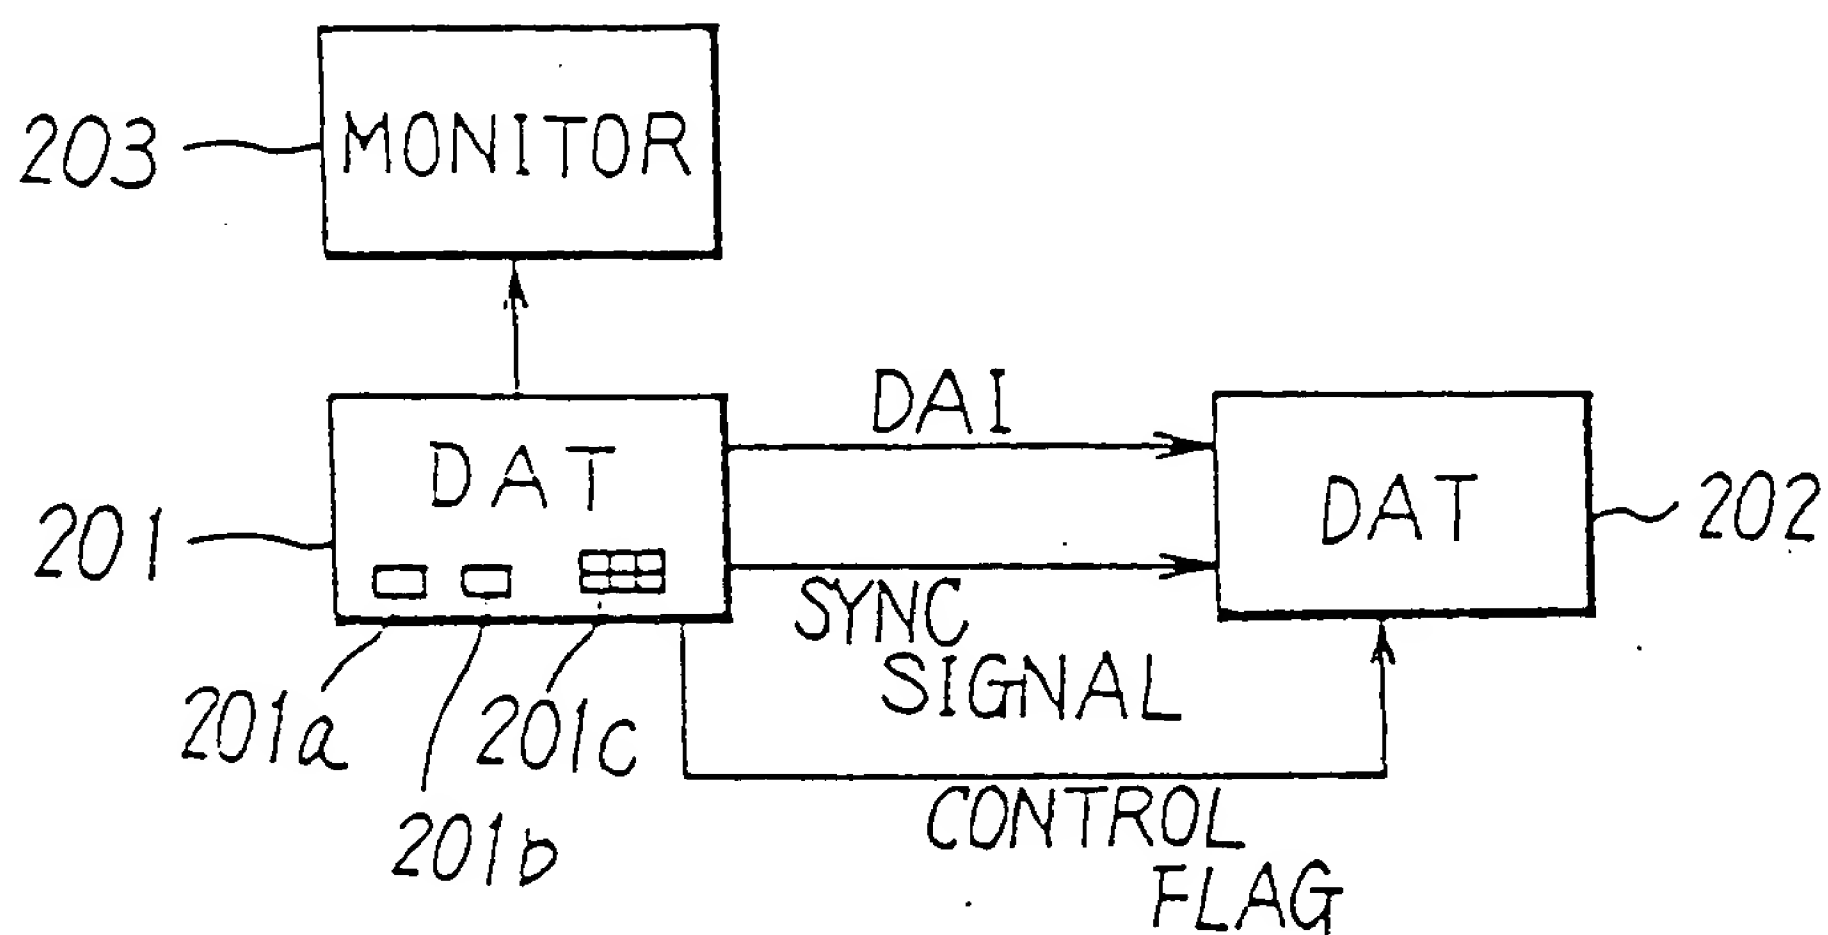 203
MONITOR
DAI
DAT
201
DAT
202
SYNC
SIGNAL
201a
201c
201b
CONTROL
FLAG